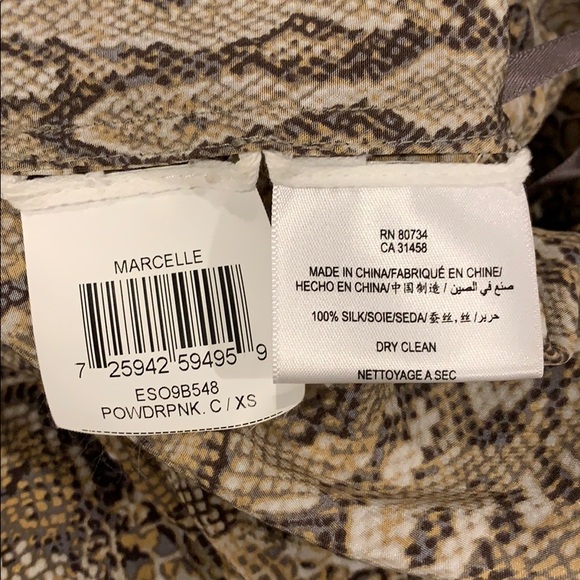 MARCELLE
7 25942 59495 9
ESO9B548
POWDRPNK. C / XS
RN 80734
CA 31458
MADE IN CHINA/FABRIQUÉ EN CHINE/
HECHO EN CHINA/中国制造/صنع في الصين/
100% SILK/SOIE/SEDA/蚕丝,丝/حرير
DRY CLEAN
NETTOYAGE A SEC